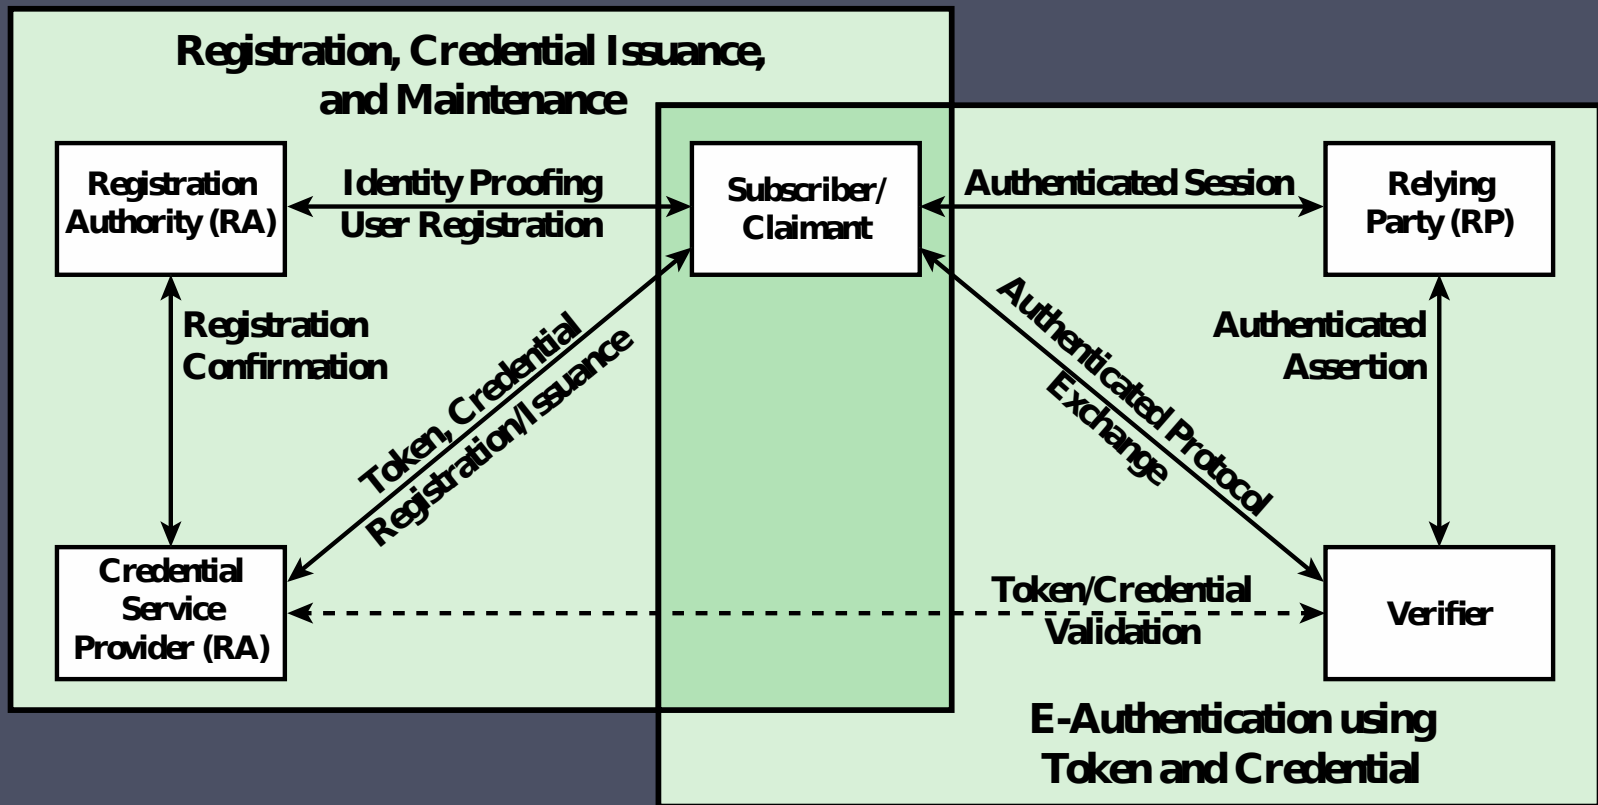 Registration, Credential Issuance,
and Maintenance
Registration
Authority (RA)
Identity Proofing
User Registration
Subscriber/
Claimant
Authenticated Session
Relying
Party (RP)
Registration
Confirmation
Token, Credential
Registration/Issuance
Authenticated Protocol
Exchange
Authenticated
Assertion
Credential
Service
Provider (RA)
Token/Credential
Validation
Verifier
E-Authentication using
Token and Credential